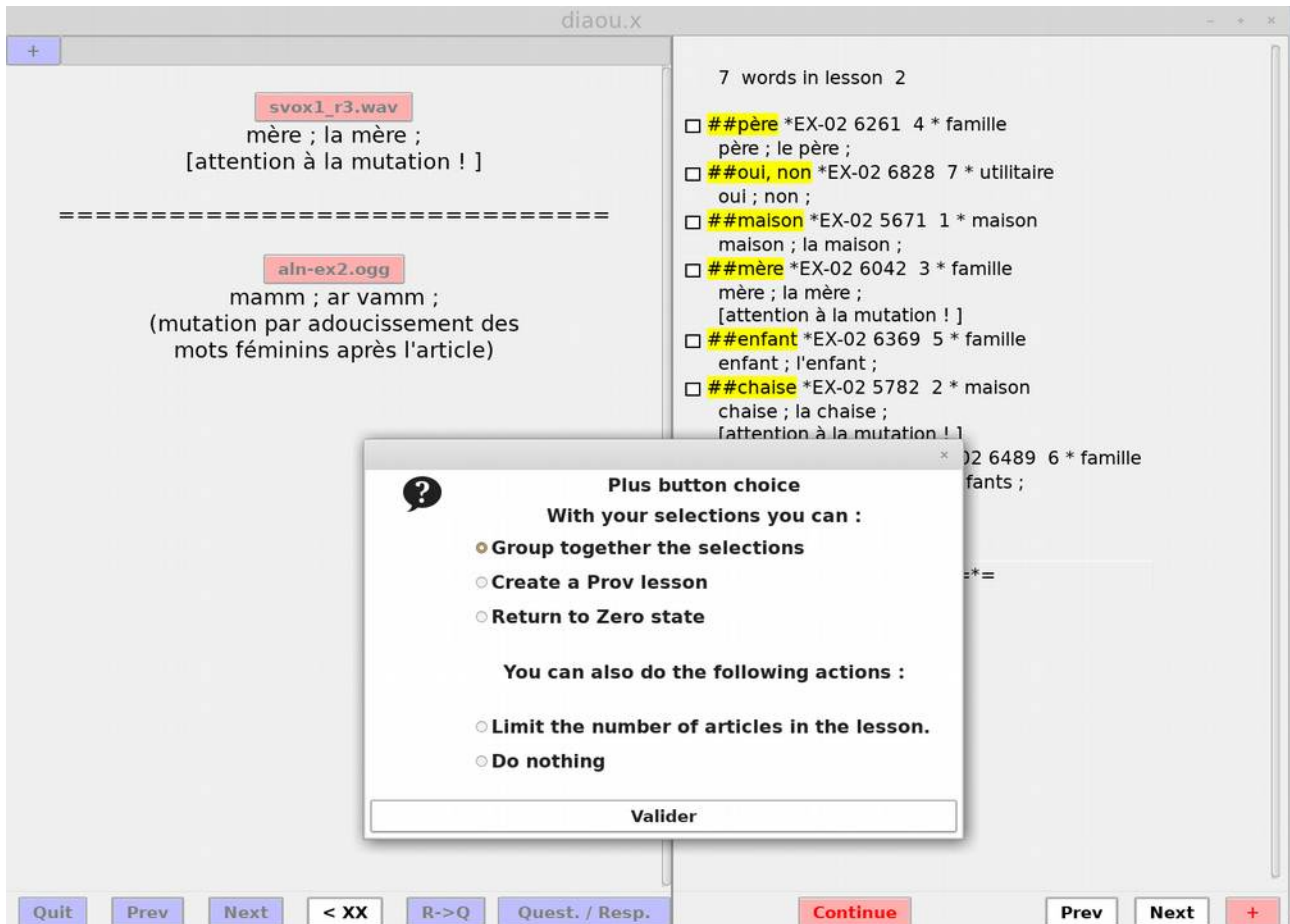 diaou.x
+
svox1_r3.wav
mère ; la mère ;
[attention à la mutation ! ]
==============================
aln-ex2.ogg
mamm ; ar vamm ;
(mutation par adoucissement des
mots féminins après l'article)
7 words in lesson 2
##père *EX-02 6261 4 * famille
père ; le père ;
##oui, non *EX-02 6828 7 * utilitaire
oui ; non ;
##maison *EX-02 5671 1 * maison
maison ; la maison ;
##mère *EX-02 6042 3 * famille
mère ; la mère ;
[attention à la mutation ! ]
##enfant *EX-02 6369 5 * famille
enfant ; l'enfant ;
##chaise *EX-02 5782 2 * maison
chaise ; la chaise ;
[attention à la mutation ! ]
02 6489 6 * famille
fants ;
=*=
Plus button choice
With your selections you can :
Group together the selections
Create a Prov lesson
Return to Zero state
You can also do the following actions :
Limit the number of articles in the lesson.
Do nothing
Valider
Quit Prev Next < XX R->Q Quest. / Resp. Continue Prev Next +